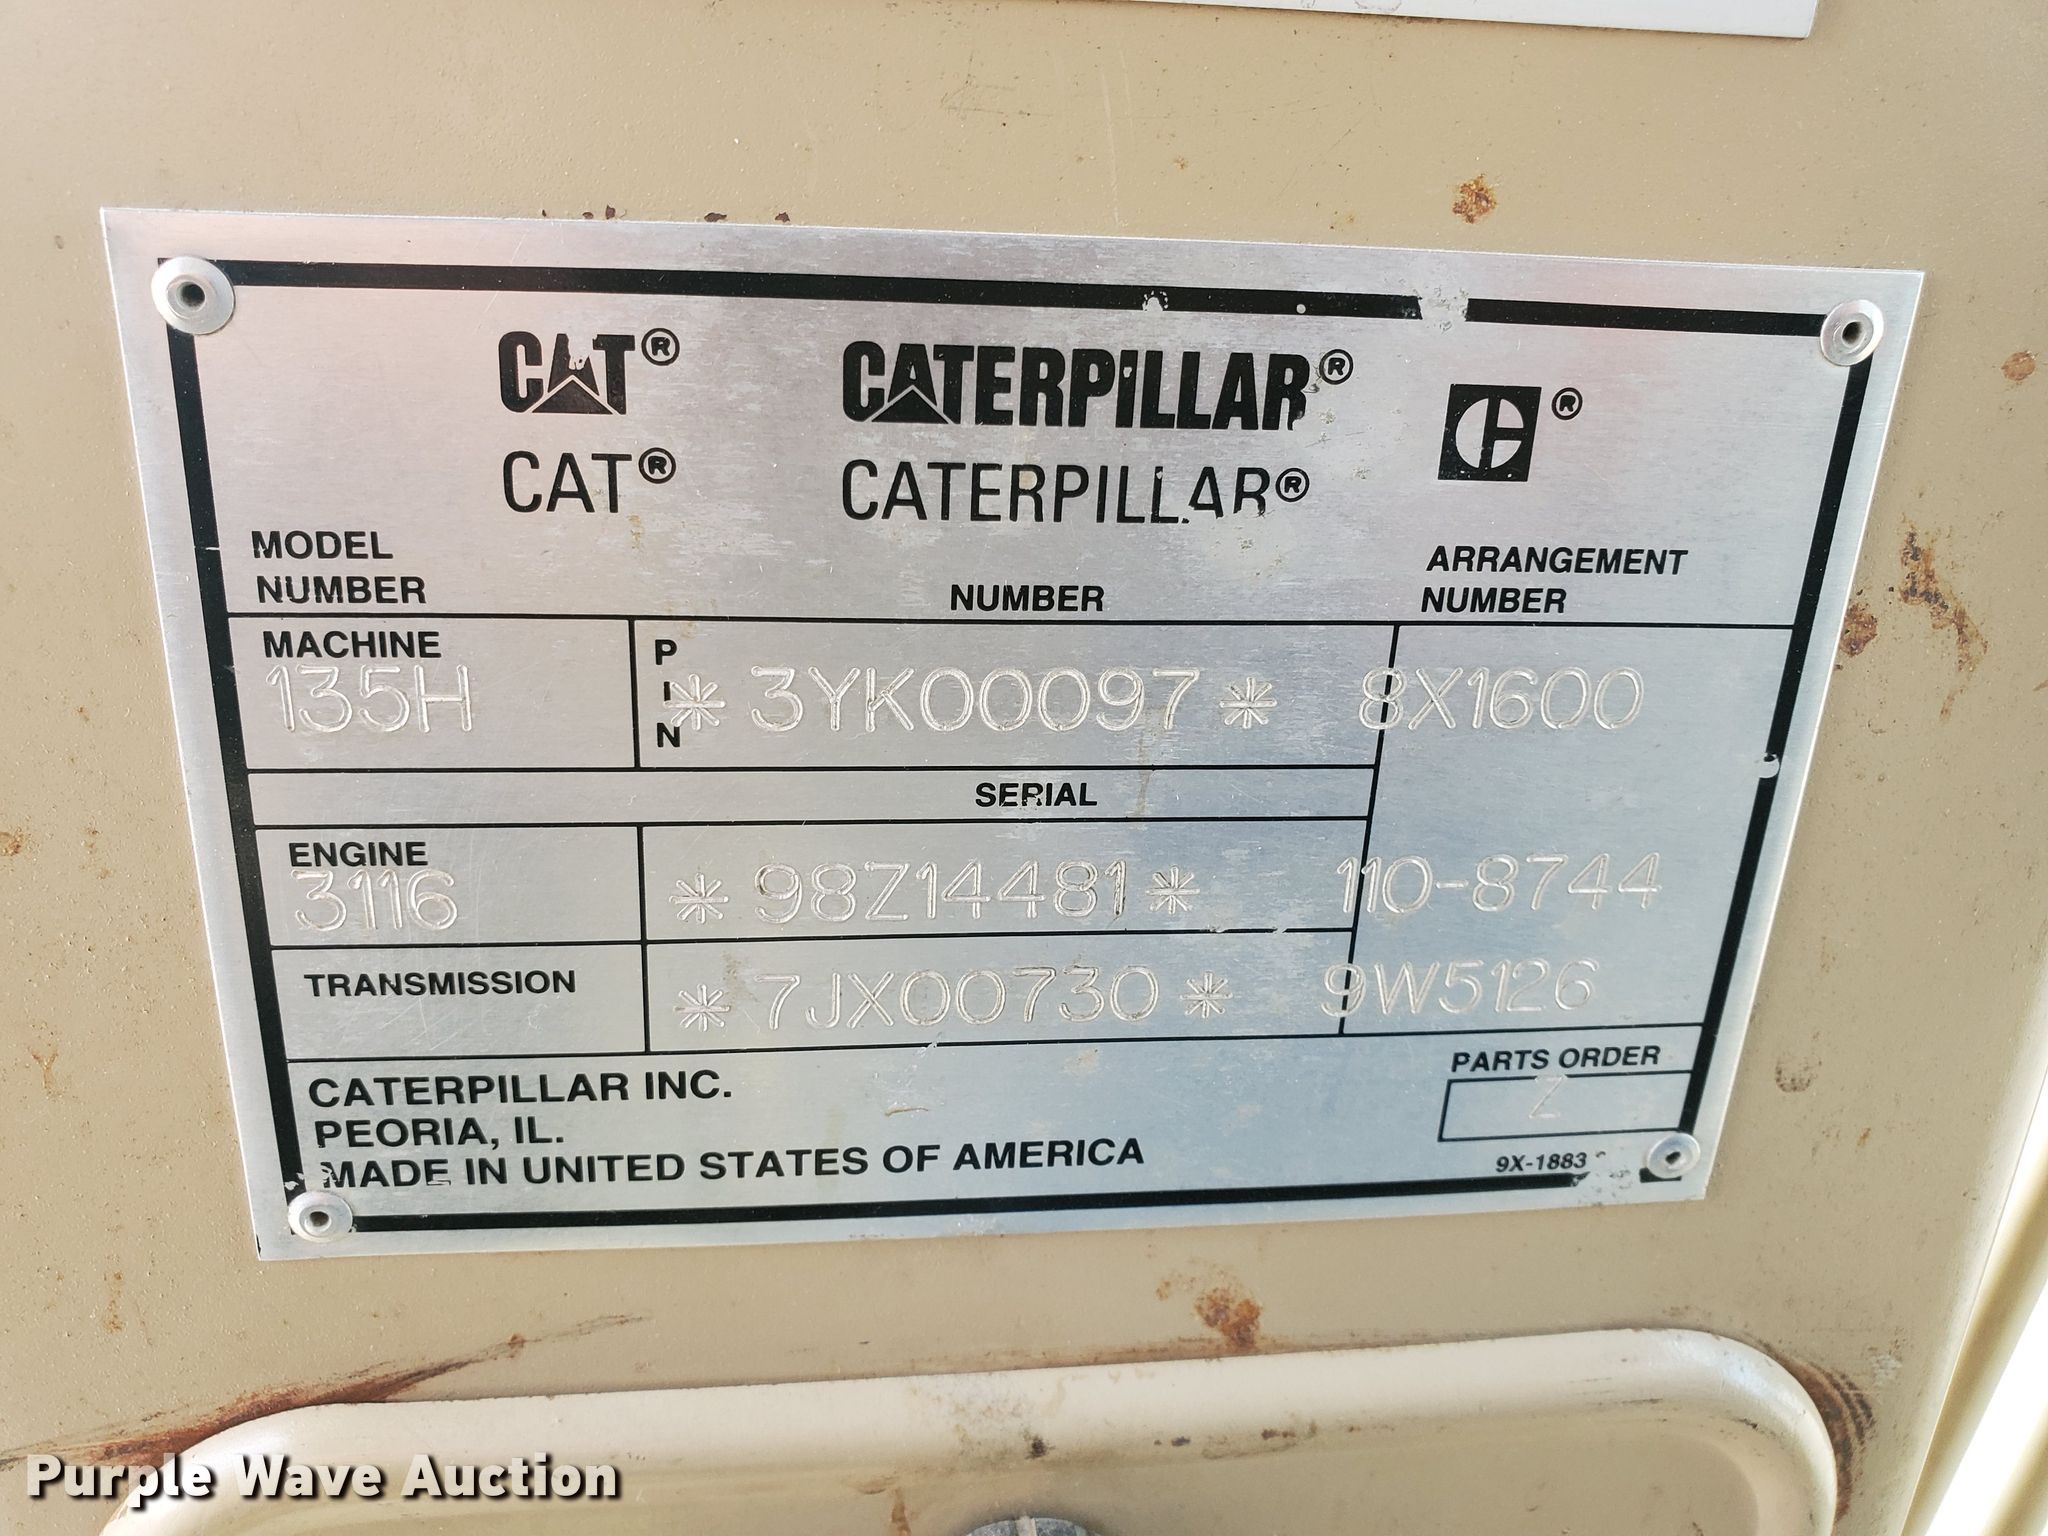 CAT® CATERPILLAR® ®
CAT® CATERPILLAR®
MODEL NUMBER NUMBER ARRANGEMENT NUMBER
MACHINE
135H PIN *3YK00097* 8X1600
SERIAL
ENGINE
3116 *98Z14481* 110-8744
TRANSMISSION *7JX00730* 9W5126
CATERPILLAR INC.
PEORIA, IL.
MADE IN UNITED STATES OF AMERICA
PARTS ORDER
Z
9X-1883
Purple Wave Auction